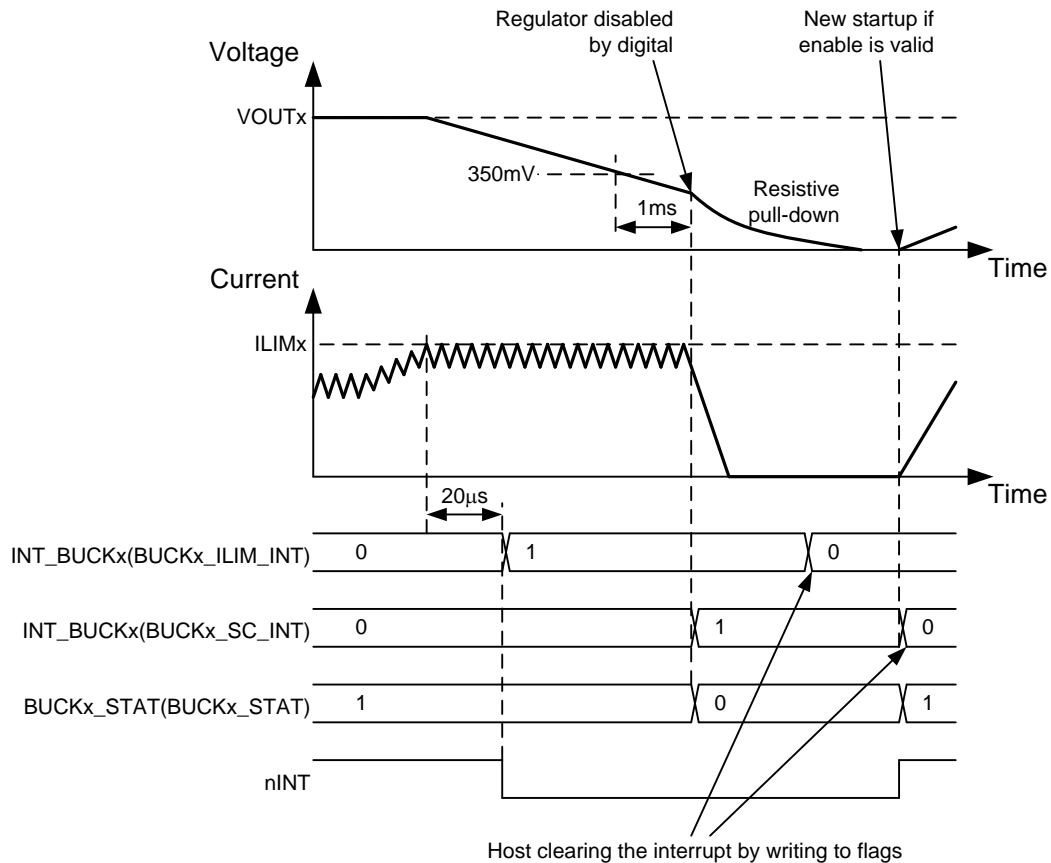 Regulator disabled
by digital
New startup if
enable is valid
Voltage
VOUTx
350mV
1ms
Resistive
pull-down
Time
Current
ILIMx
Time
20μs
INT_BUCKx(BUCKx_ILIM_INT)
0
1
0
INT_BUCKx(BUCKx_SC_INT)
0
1
0
BUCKx_STAT(BUCKx_STAT)
1
0
1
nINT
Host clearing the interrupt by writing to flags